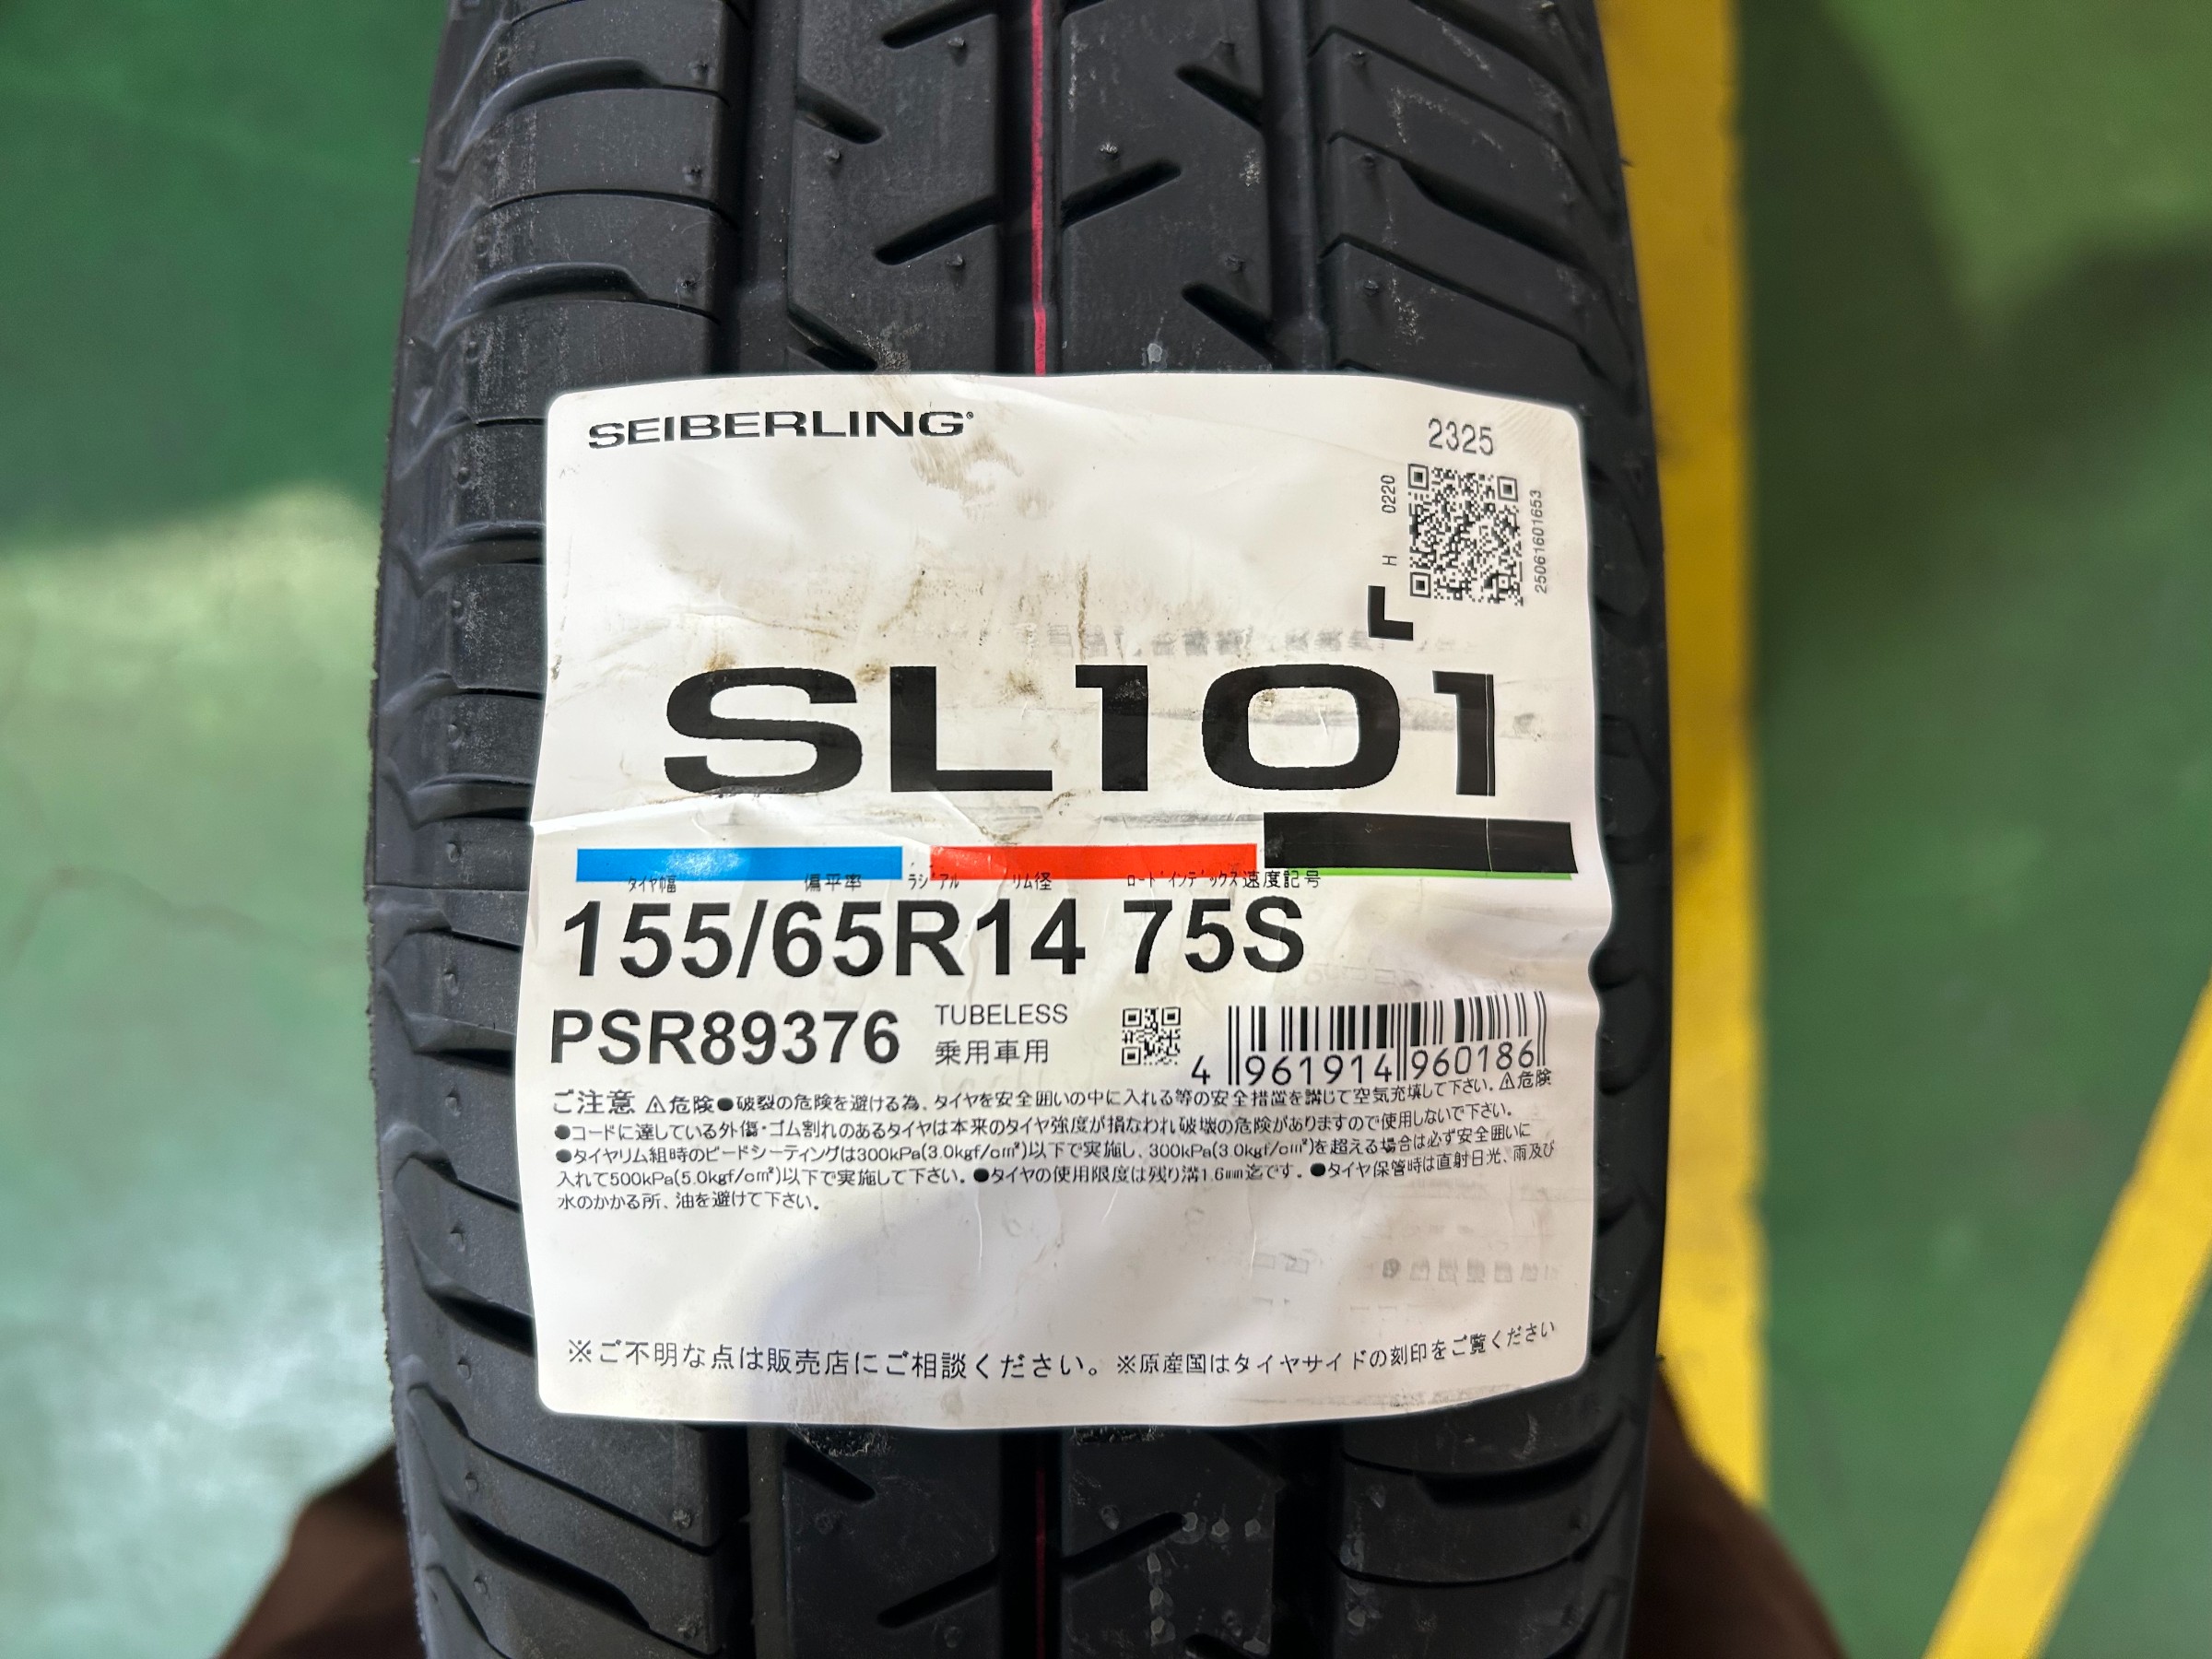 SEIBERLING®
2325
H 0220
25061601653
L
SL101
タイヤ幅 偏平率 ラジアル リム径 ロードインデックス速度記号
155/65R14 75S
PSR89376
TUBELESS
乗用車用
4 961914 960186
ご注意 ⚠危険●破裂の危険を避ける為、タイヤを安全囲いの中に入れる等の安全措置を講じて空気充填して下さい。⚠危険
●コードに達している外傷・ゴム割れのあるタイヤは本来のタイヤ強度が損なわれ破壊の危険がありますので使用しないで下さい。
●タイヤリム組時のビードシーティングは300kPa(3.0kgf/c㎡)以下で実施し、300kPa(3.0kgf/c㎡)を超える場合は必ず安全囲いに
入れて500kPa(5.0kgf/c㎡)以下で実施して下さい。●タイヤの使用限度は残り溝1.6㎜迄です。●タイヤ保管時は直射日光、雨及び
水のかかる所、油を避けて下さい。
※ご不明な点は販売店にご相談ください。※原産国はタイヤサイドの刻印をご覧ください